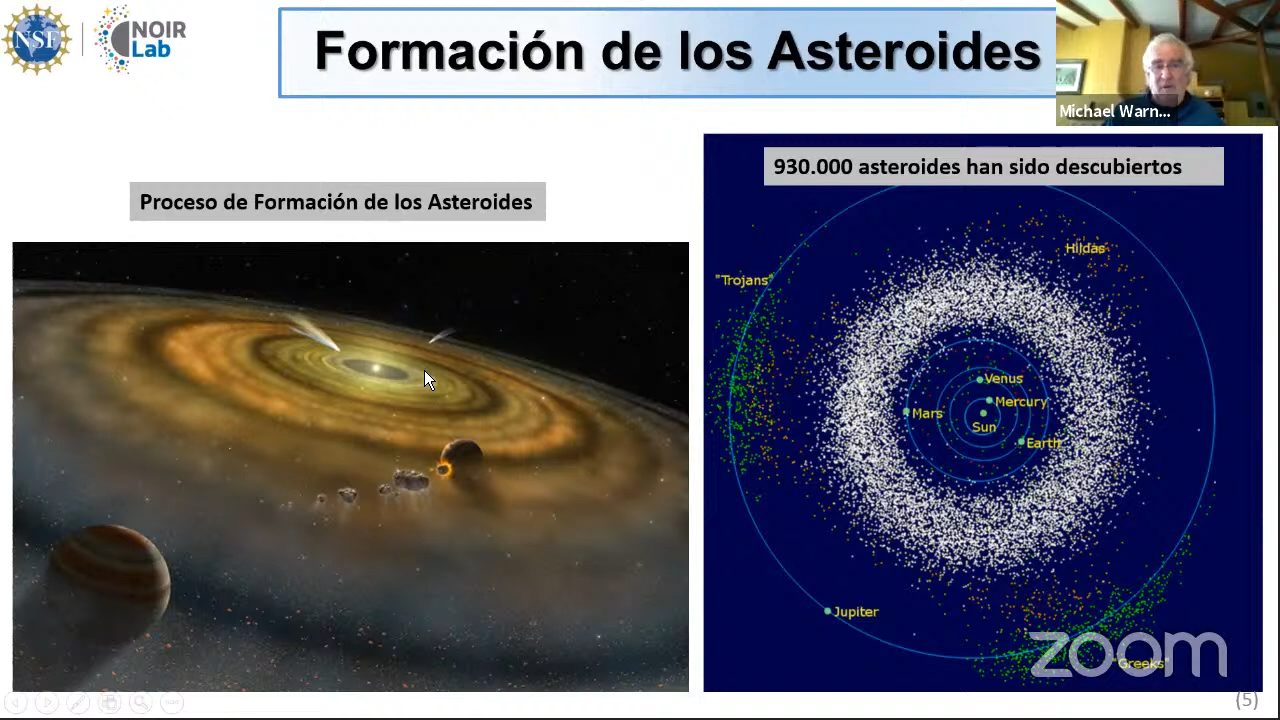 NSF
NOIR
Lab
Formación de los Asteroides
Michael Warn...
Proceso de Formación de los Asteroides
930.000 asteroides han sido descubiertos
Hildas
"Trojans"
Venus
Mercury
Mars
Sun
Earth
Jupiter
zoom
"Greeks"
(5)